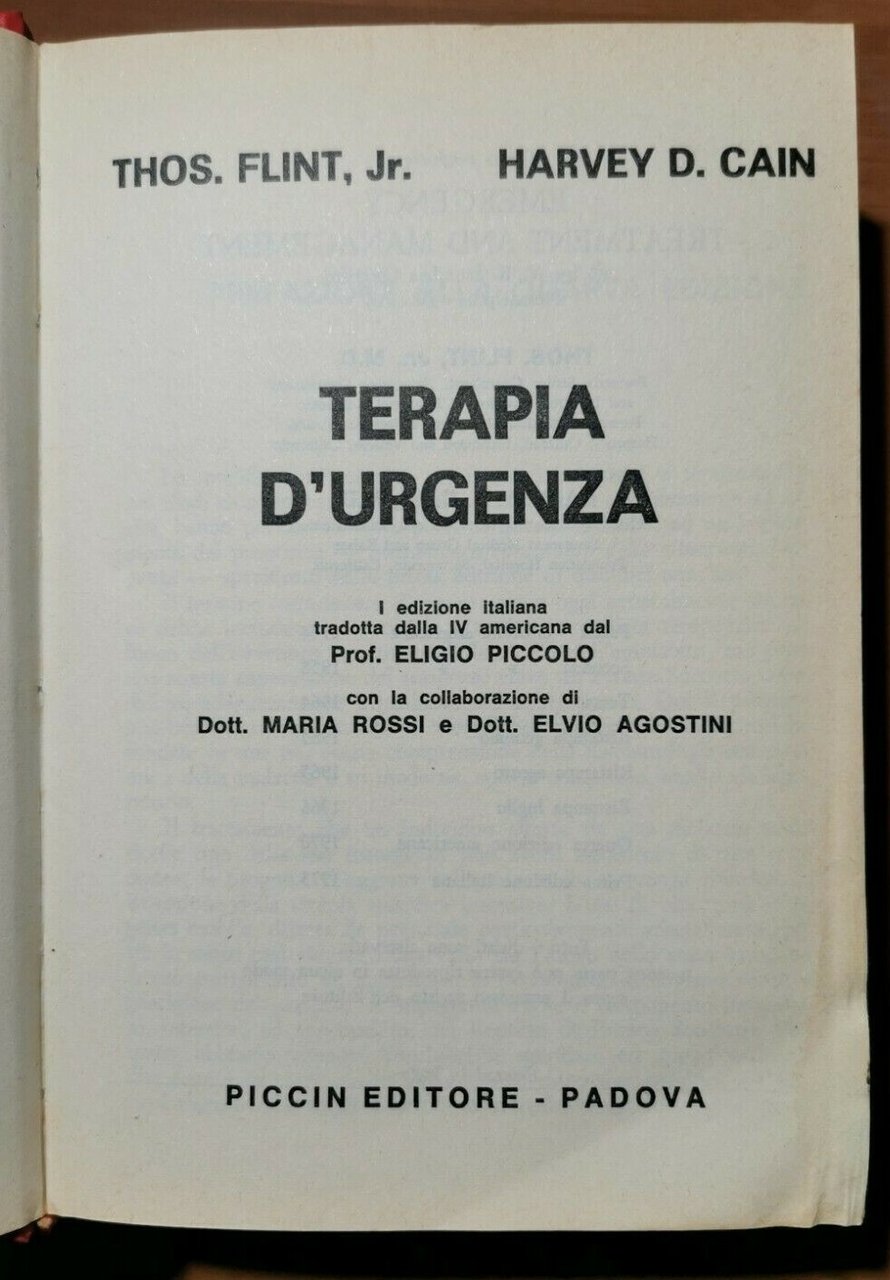 THOS. FLINT, Jr. HARVEY D. CAIN
TERAPIA
D'URGENZA
I edizione italiana
tradotta dalla IV americana dal
Prof. ELIGIO PICCOLO
con la collaborazione di
Dott. MARIA ROSSI e Dott. ELVIO AGOSTINI
PICCIN EDITORE - PADOVA